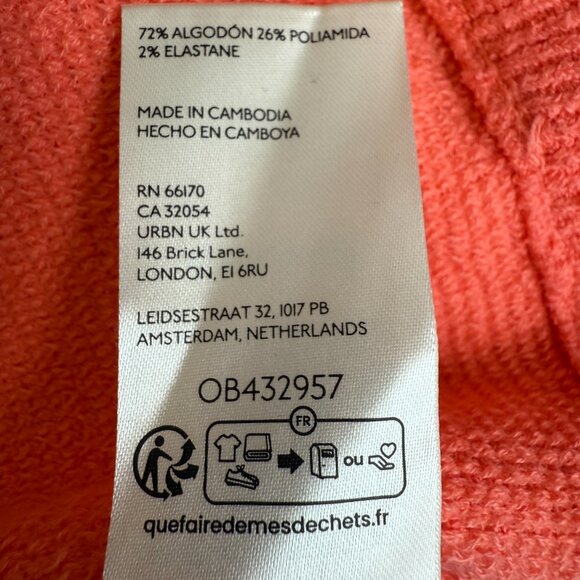 72% ALGODÓN 26% POLIAMIDA
2% ELASTANE
MADE IN CAMBODIA
HECHO EN CAMBOYA
RN 66170
CA 32054
URBN UK Ltd.
146 Brick Lane,
LONDON, E1 6RU
LEIDSESTRAAT 32, 1017 PB
AMSTERDAM, NETHERLANDS
OB432957
FR
ou
quefairedemesdechets.fr